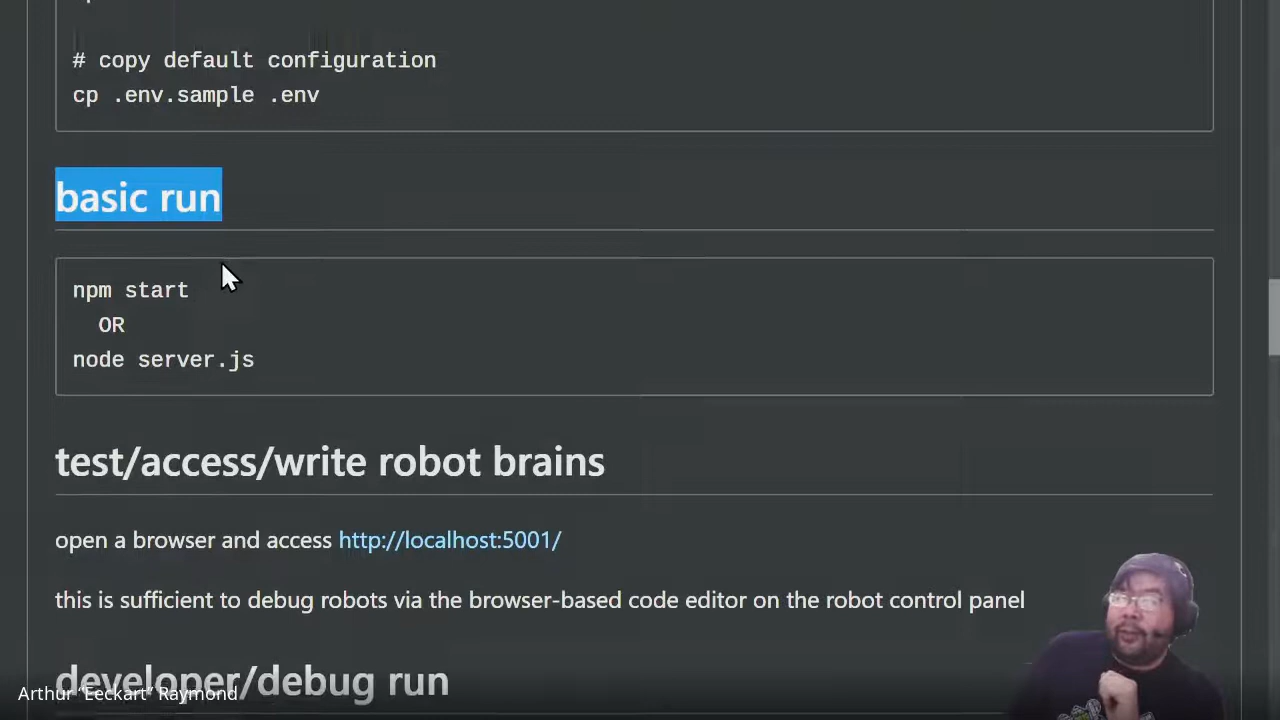 # copy default configuration
cp .env.sample .env
basic run
npm start
OR
node server.js
test/access/write robot brains
open a browser and access http://localhost:5001/
this is sufficient to debug robots via the browser-based code editor on the robot control panel
developer/debug run
Arthur “Eeckart” Raymond